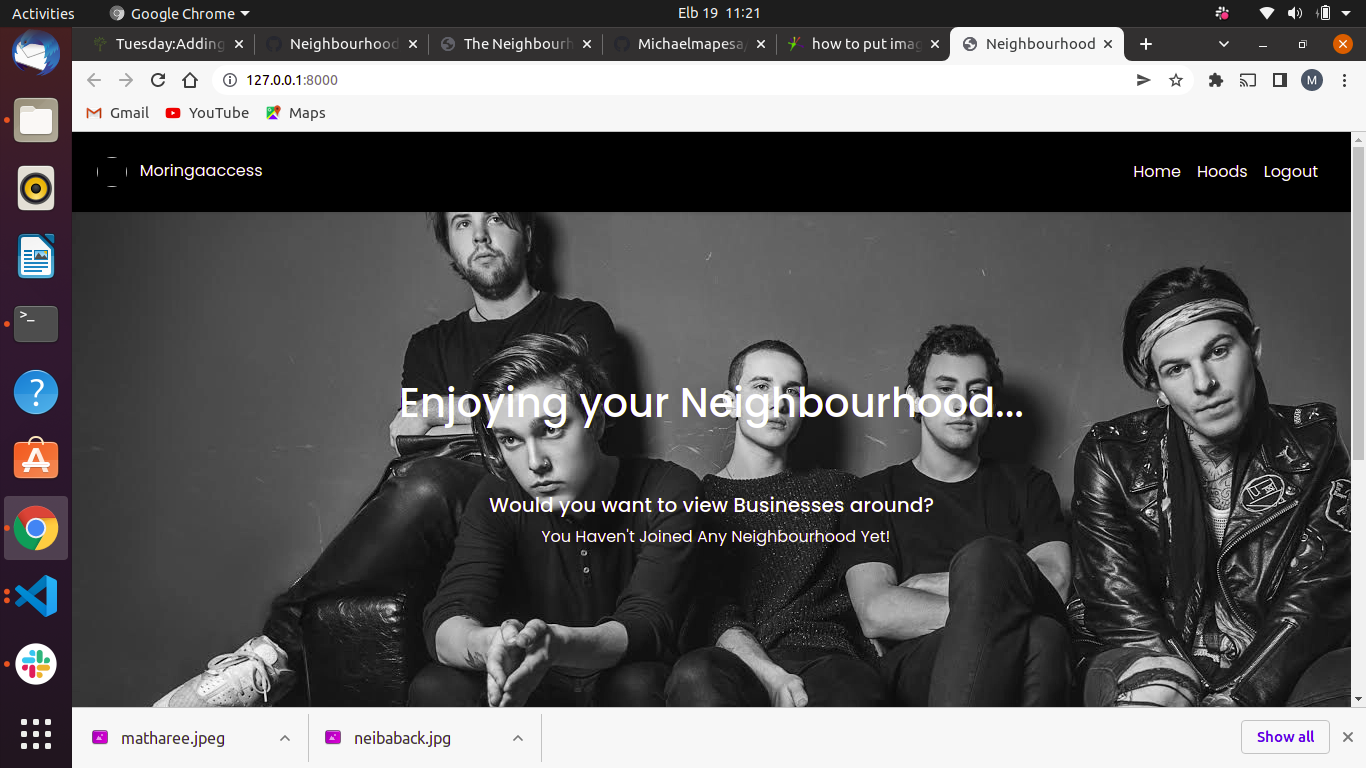 Activities
Google Chrome
Elb 19 11:21
Tuesday:Adding
Neighbourhood
The Neighbourh
Michaelmapesa/
how to put imag
Neighbourhood
127.0.0.1:8000
M
Gmail
YouTube
Maps
Moringaaccess
Home
Hoods
Logout
Enjoying your Neighbourhood...
Would you want to view Businesses around?
You Haven't Joined Any Neighbourhood Yet!
matharee.jpeg
neibaback.jpg
Show all